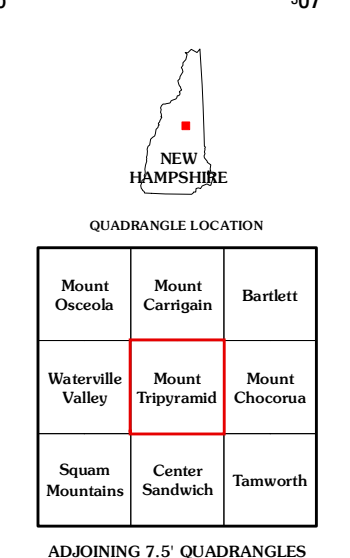 307
NEW
HAMPSHIRE
QUADRANGLE LOCATION
Mount
Osceola
Mount
Carrigain
Bartlett
Waterville
Valley
Mount
Tripyramid
Mount
Chocorua
Squam
Mountains
Center
Sandwich
Tamworth
ADJOINING 7.5' QUADRANGLES